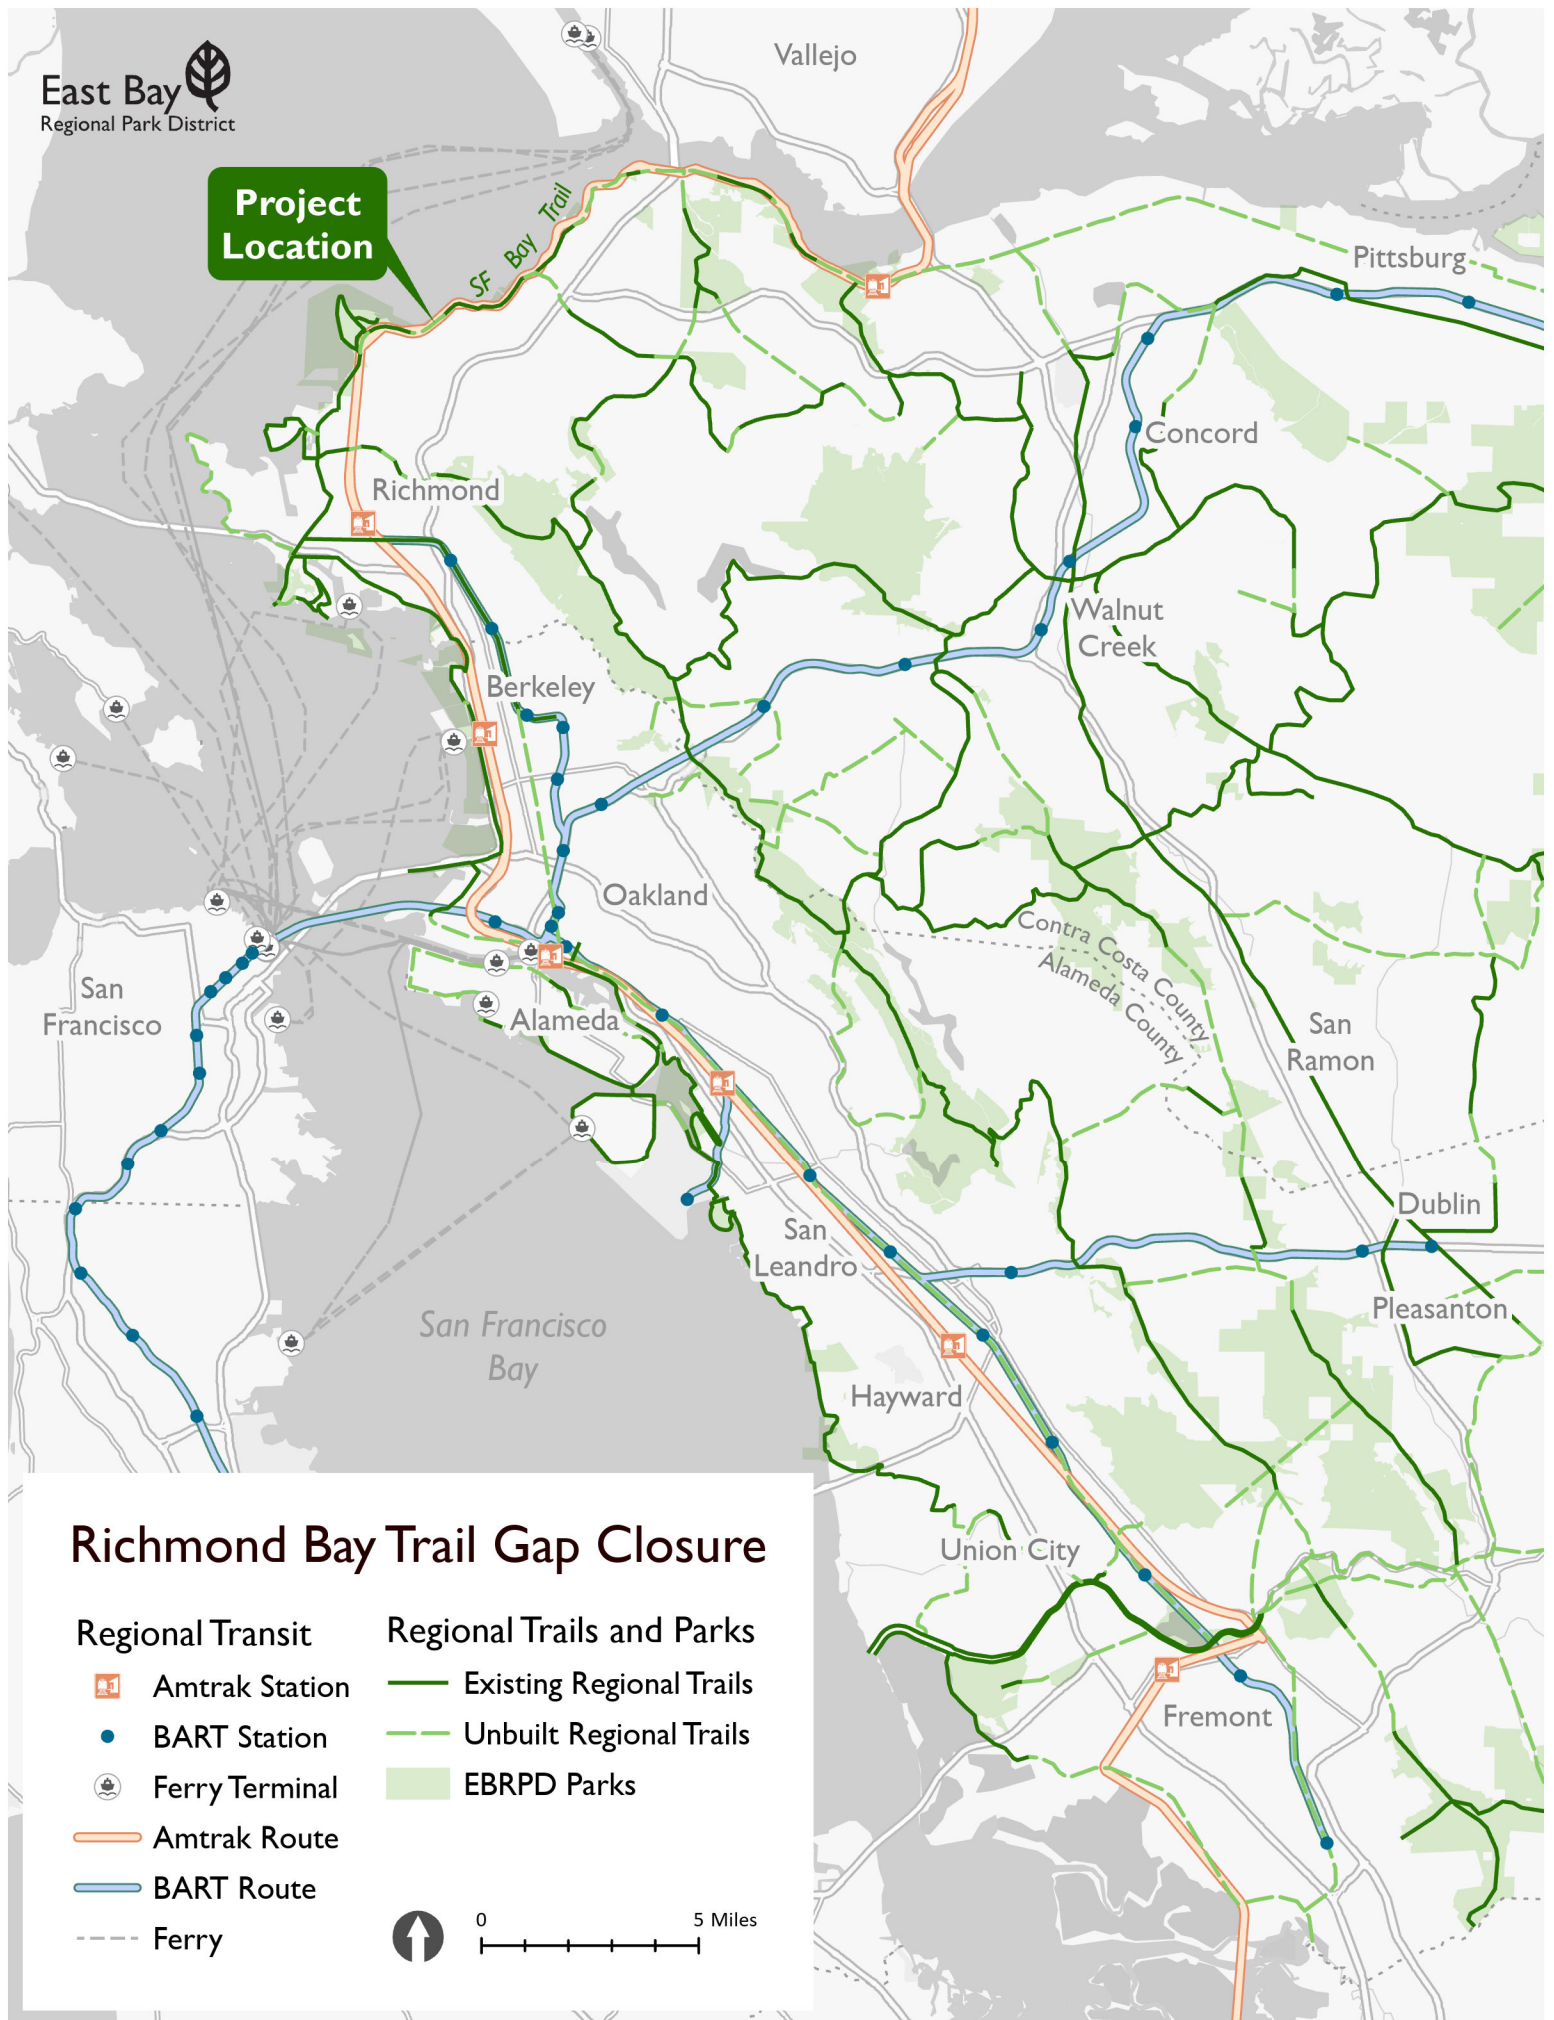 East Bay
Regional Park District
Vallejo
Project
Location
SF Bay Trail
Pittsburg
Concord
Richmond
Walnut
Creek
Berkeley
Oakland
Contra Costa County
Alameda County
San
Francisco
Alameda
San
Ramon
Dublin
San
Leandro
Pleasanton
San Francisco
Bay
Hayward
Union City
Fremont
Richmond Bay Trail Gap Closure
Regional Transit
Amtrak Station
BART Station
Ferry Terminal
Amtrak Route
BART Route
Ferry
Regional Trails and Parks
Existing Regional Trails
Unbuilt Regional Trails
EBRPD Parks
0 5 Miles